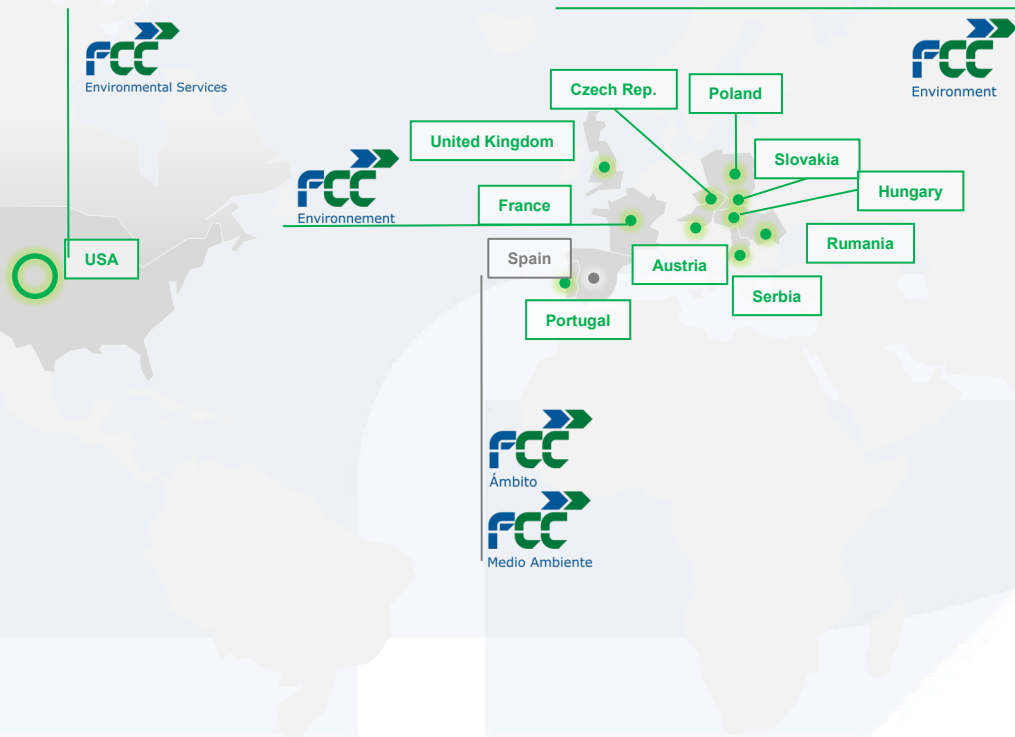 FCC
Environmental Services
FCC
Environment
Czech Rep.
Poland
United Kingdom
Slovakia
FCC
Environnement
Hungary
France
USA
Spain
Austria
Rumania
Serbia
Portugal
FCC
Ámbito
FCC
Medio Ambiente